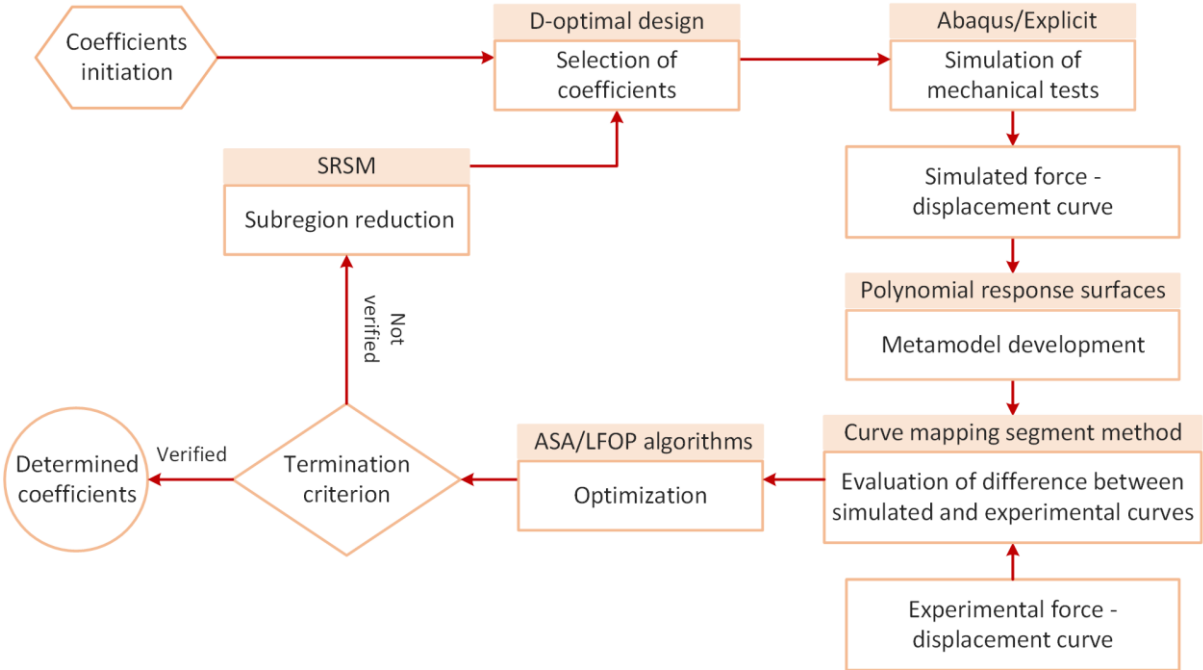 Coefficients
initiation
D-optimal design
Selection of
coefficients
Abaqus/Explicit
Simulation of
mechanical tests
Simulated force -
displacement curve
Polynomial response surfaces
Metamodel development
Curve mapping segment method
Evaluation of difference between
simulated and experimental curves
Experimental force -
displacement curve
ASA/LFOP algorithms
Optimization
Termination
criterion
Not
verified
SRSM
Subregion reduction
Verified
Determined
coefficients